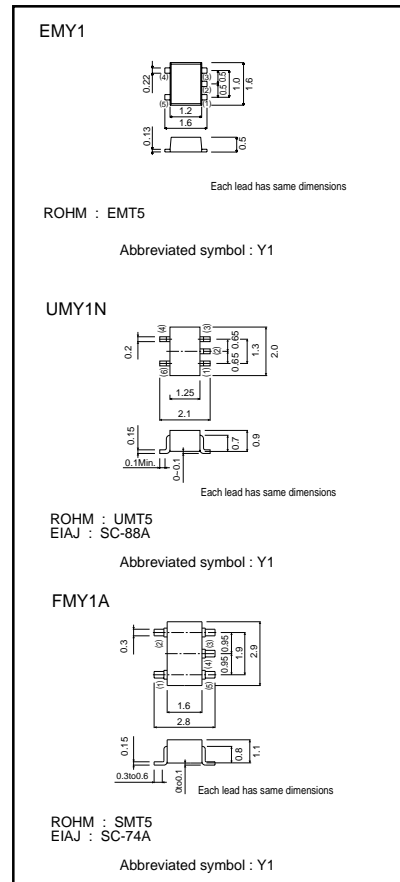 EMY1
0.22
(4)
(3)
(2)
(5)
(1)
0.5 0.5
1.0
1.6
1.2
1.6
0.13
0.5
Each lead has same dimensions
ROHM : EMT5
Abbreviated symbol : Y1
UMY1N
0.2
(4)
(3)
(2)
(6)
(1)
0.65 0.65
1.3
2.0
1.25
2.1
0.15
0.1Min.
0~0.1
0.7
0.9
Each lead has same dimensions
ROHM : UMT5
EIAJ : SC-88A
Abbreviated symbol : Y1
FMY1A
0.3
(2)
(3)
(4)
(1)
(5)
0.95 0.95
1.9
2.9
1.6
2.8
0.15
0.3to0.6
0to0.1
0.8
1.1
Each lead has same dimensions
ROHM : SMT5
EIAJ : SC-74A
Abbreviated symbol : Y1